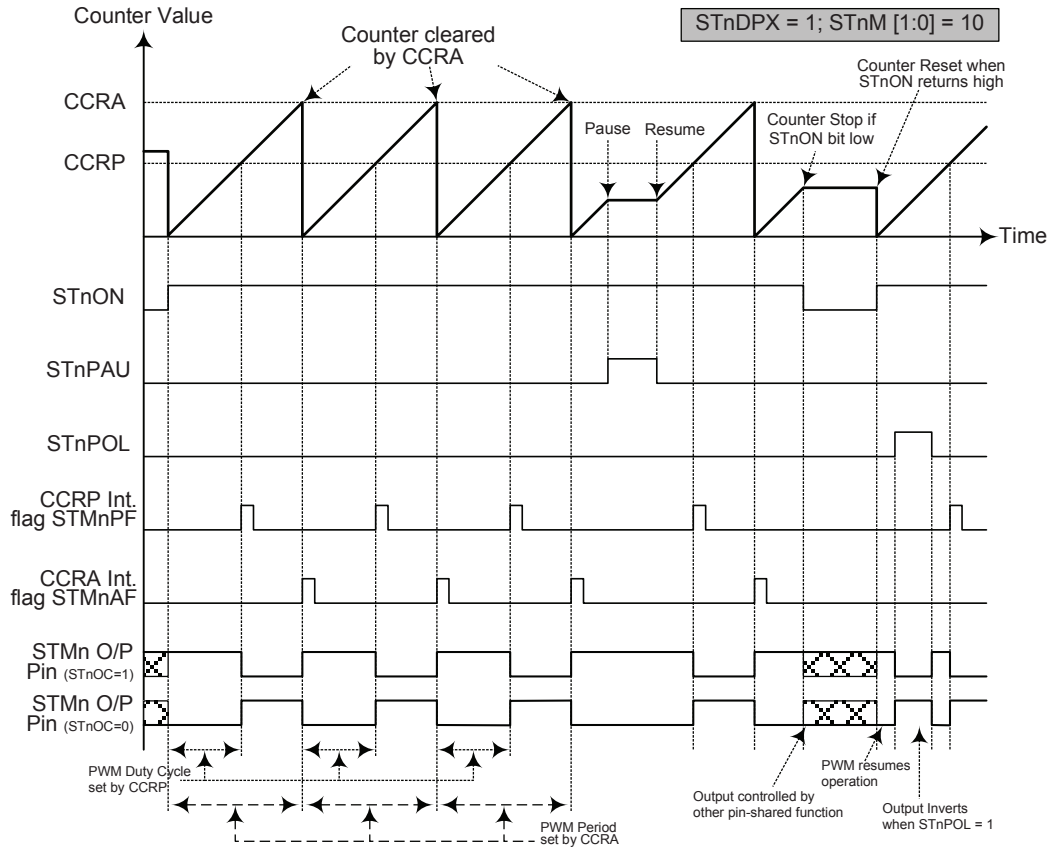 Counter Value
STnDPX = 1; STnM [1:0] = 10
Counter cleared
by CCRA
Counter Reset when
STnON returns high
CCRA
Counter Stop if
STnON bit low
Pause
Resume
CCRP
Time
STnON
STnPAU
STnPOL
CCRP Int.
flag STMnPF
CCRA Int.
flag STMnAF
STMn O/P
Pin (STnOC=1)
STMn O/P
Pin (STnOC=0)
PWM Duty Cycle
set by CCRP
PWM resumes
operation
Output controlled by
other pin-shared function
Output Inverts
when STnPOL = 1
PWM Period
set by CCRA